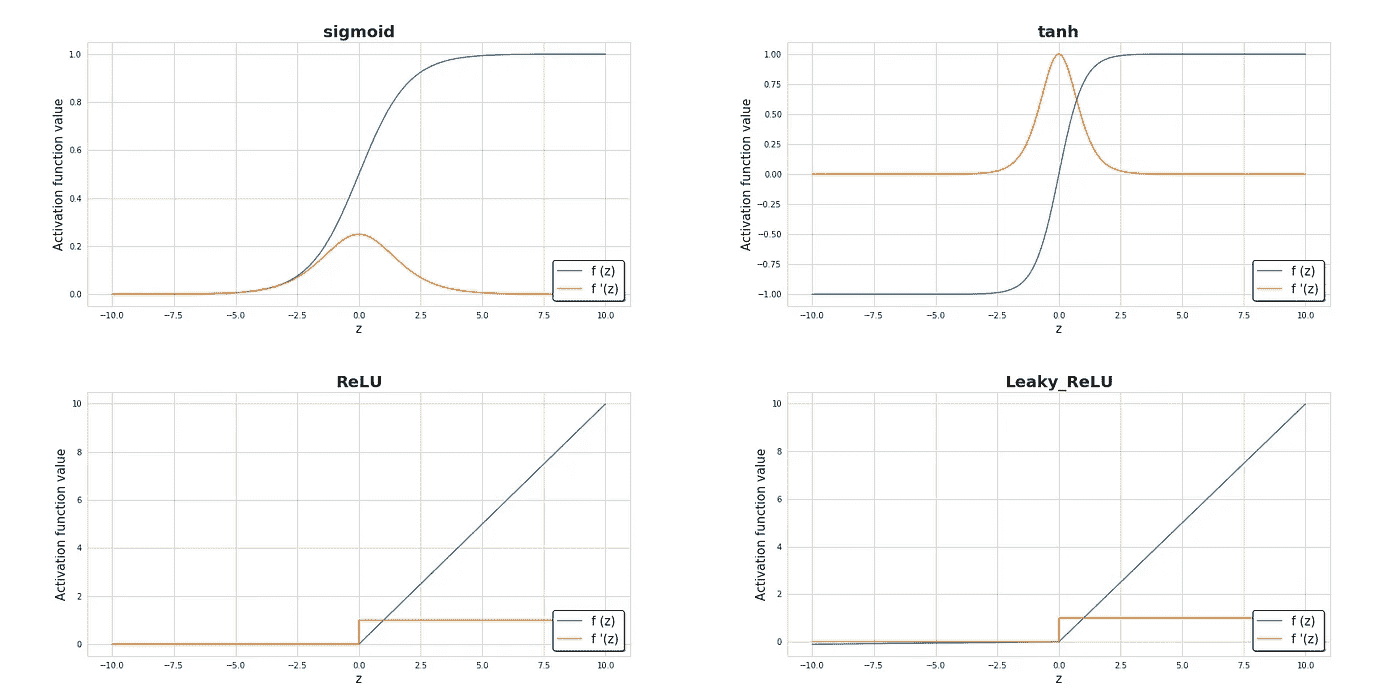 sigmoid
Activation function value
1.0
0.8
0.6
0.4
0.2
0.0
−10.0 −7.5 −5.0 −2.5 0.0 2.5 5.0 7.5 10.0
z
f (z)
f '(z)
tanh
Activation function value
1.00
0.75
0.50
0.25
0.00
−0.25
−0.50
−0.75
−1.00
−10.0 −7.5 −5.0 −2.5 0.0 2.5 5.0 7.5 10.0
z
f (z)
f '(z)
ReLU
Activation function value
10
8
6
4
2
0
−10.0 −7.5 −5.0 −2.5 0.0 2.5 5.0 7.5 10.0
z
f (z)
f '(z)
Leaky_ReLU
Activation function value
10
8
6
4
2
0
−10.0 −7.5 −5.0 −2.5 0.0 2.5 5.0 7.5 10.0
z
f (z)
f '(z)